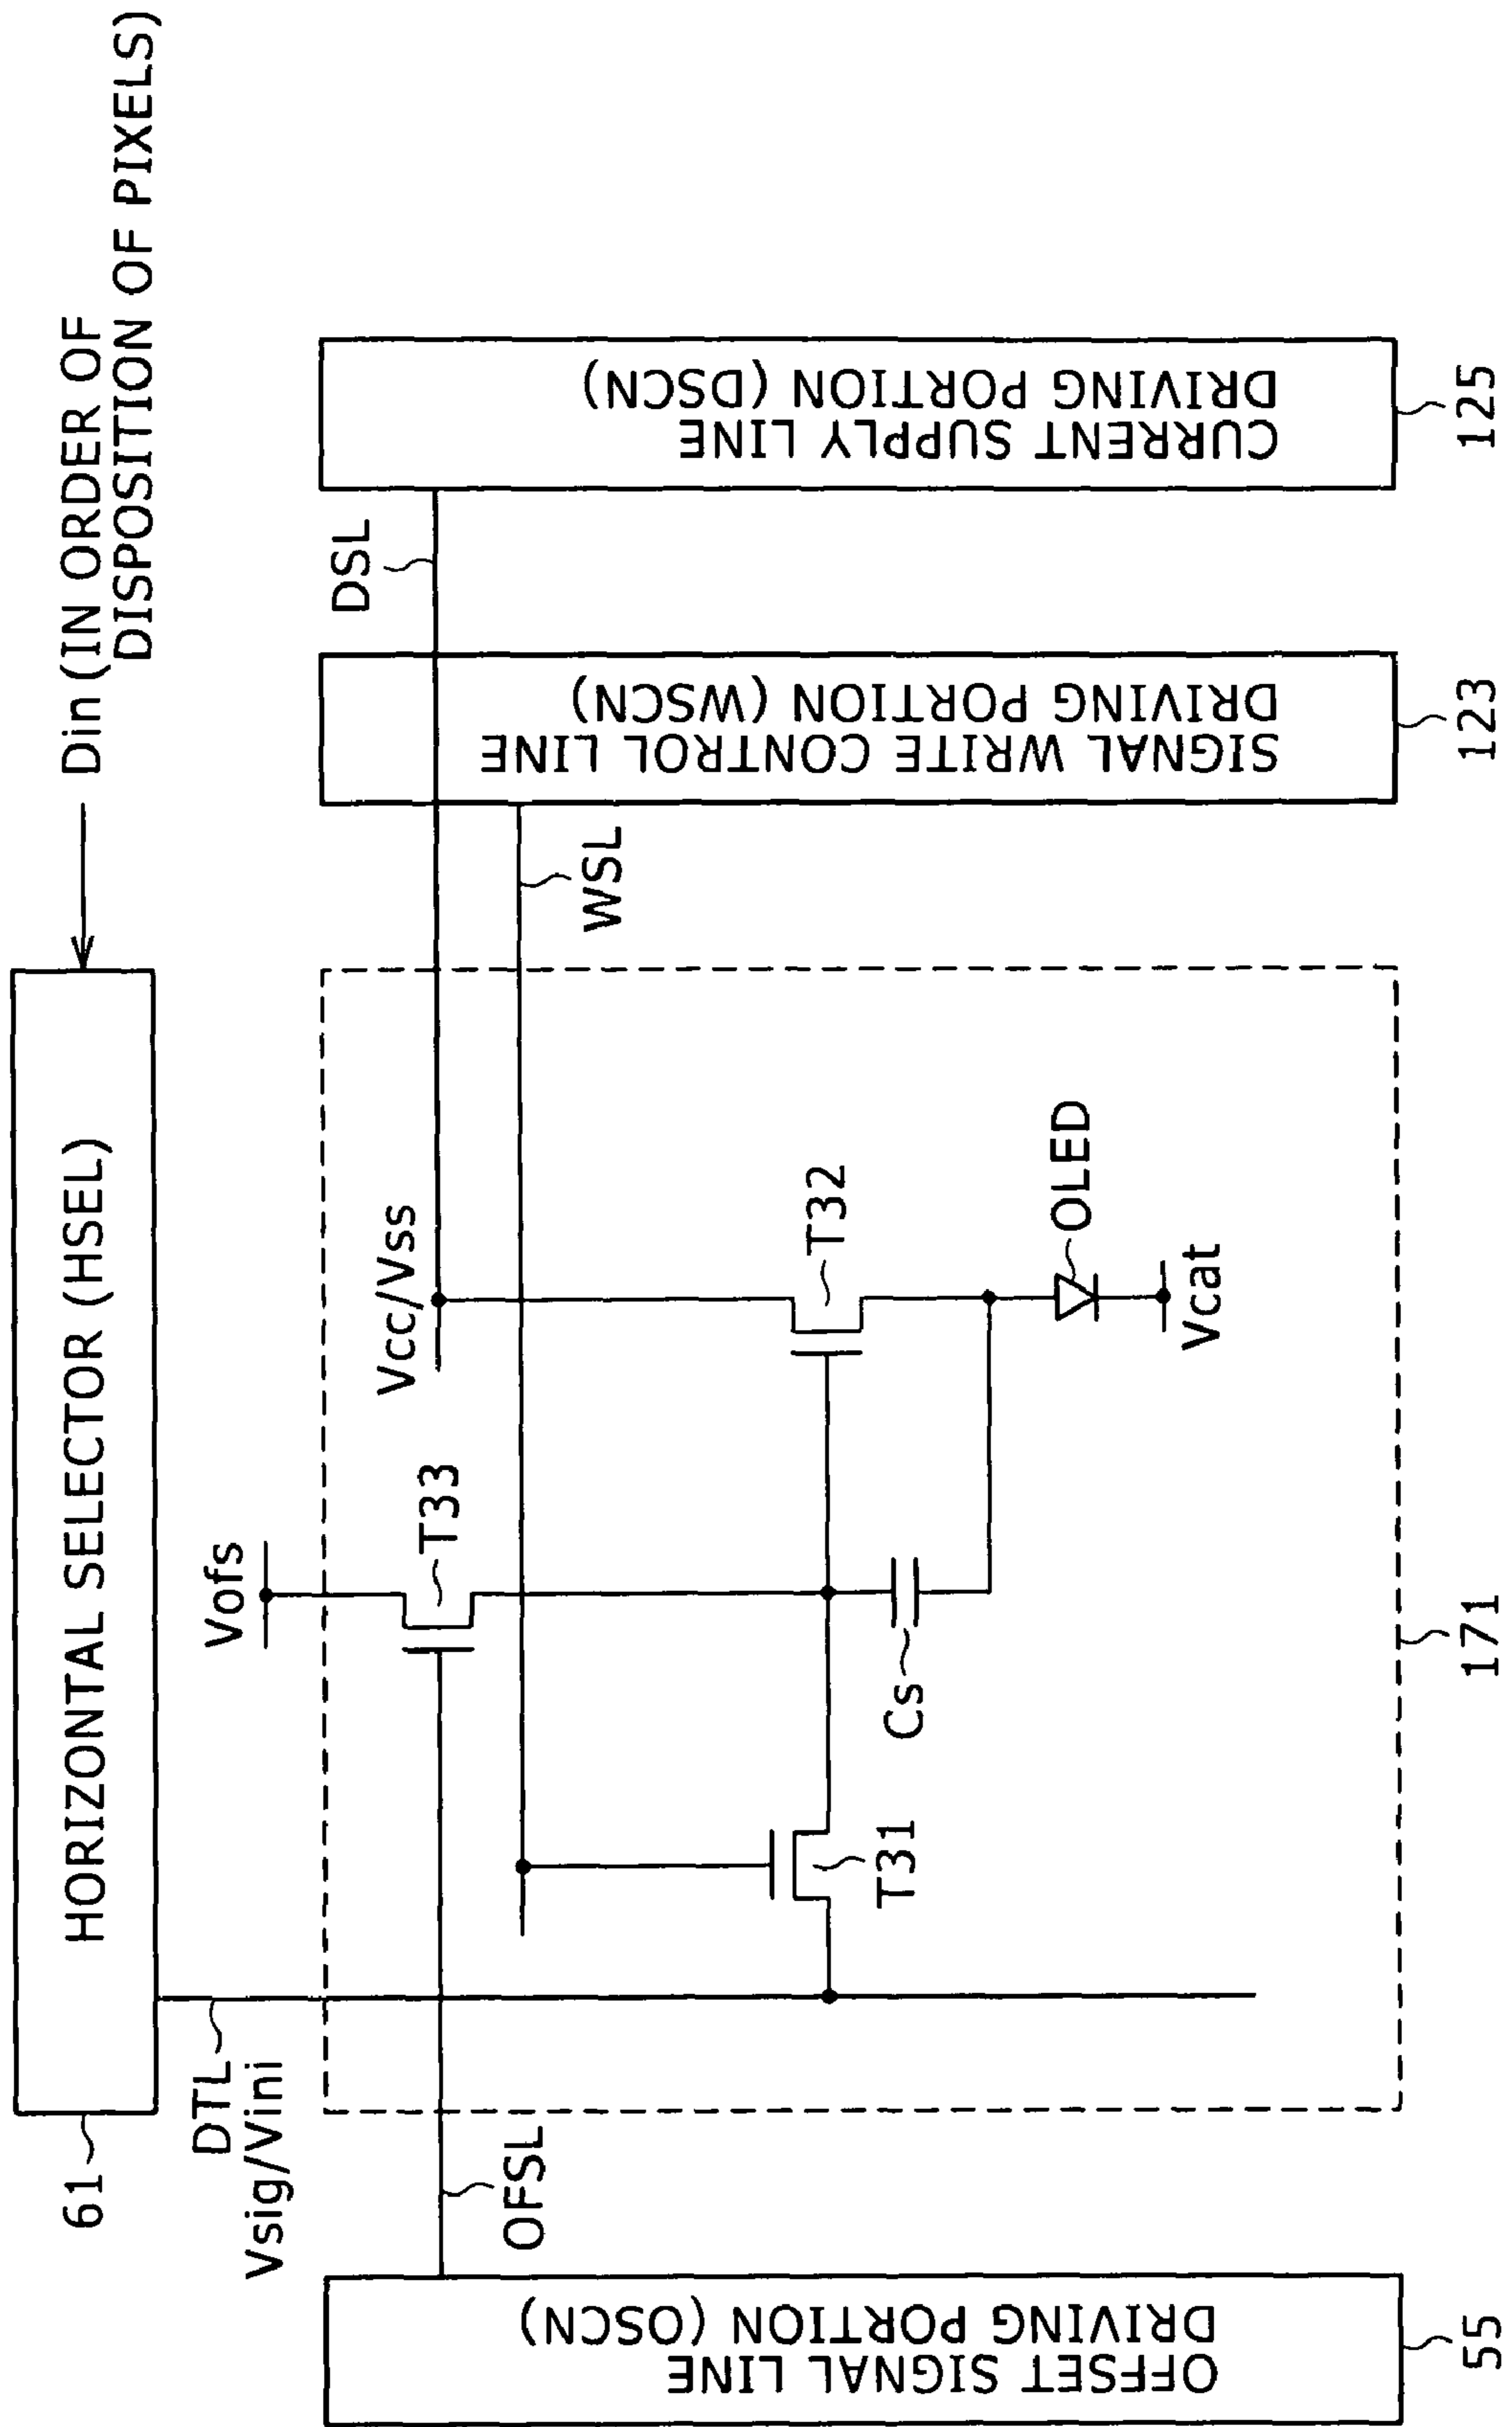 Din (IN ORDER OF
DISPOSITION OF PIXELS)
61
HORIZONTAL SELECTOR (HSEL)
DTL
Vsig/Vini
Vofs
OFSL
T33
Vcc/Vss
DSL
WSL
T31
Cs
T32
OLED
Vcat
OFFSET SIGNAL LINE
DRIVING PORTION (OSCN)
SIGNAL WRITE CONTROL LINE
DRIVING PORTION (WSCN)
CURRENT SUPPLY LINE
DRIVING PORTION (DSCN)
55
171
123
125